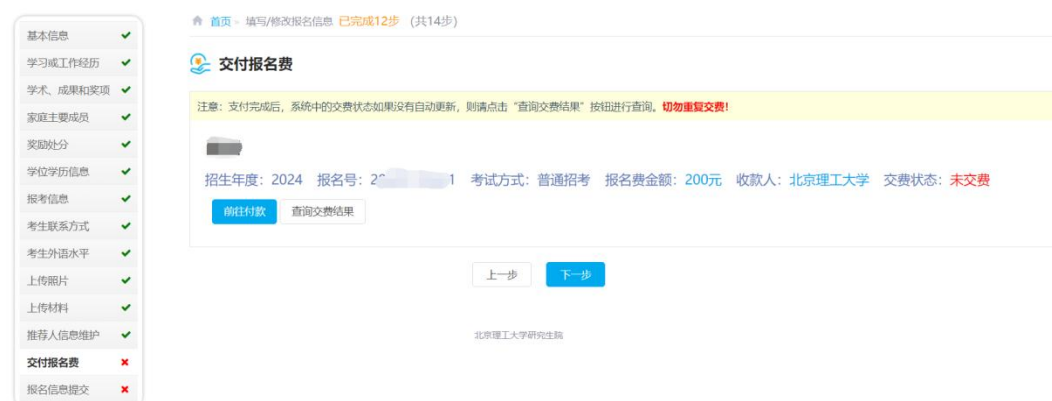 首页 填写/修改报名信息 已完成12步 (共14步)
基本信息
学习或工作经历
学术、成果和奖项
家庭主要成员
奖励处分
学位学历信息
报考信息
考生联系方式
考生外语水平
上传照片
上传材料
推荐人信息维护
交付报名费
报名信息提交
交付报名费
注意：支付完成后，系统中的交费状态如果没有自动更新，则请点击“查询交费结果”按钮进行查询。切勿重复交费!
招生年度：2024 报名号：2 1 考试方式：普通招考 报名费金额：200元 收款人：北京理工大学 交费状态：未交费
前往付款 查询交费结果
上一步 下一步
北京理工大学研究生院